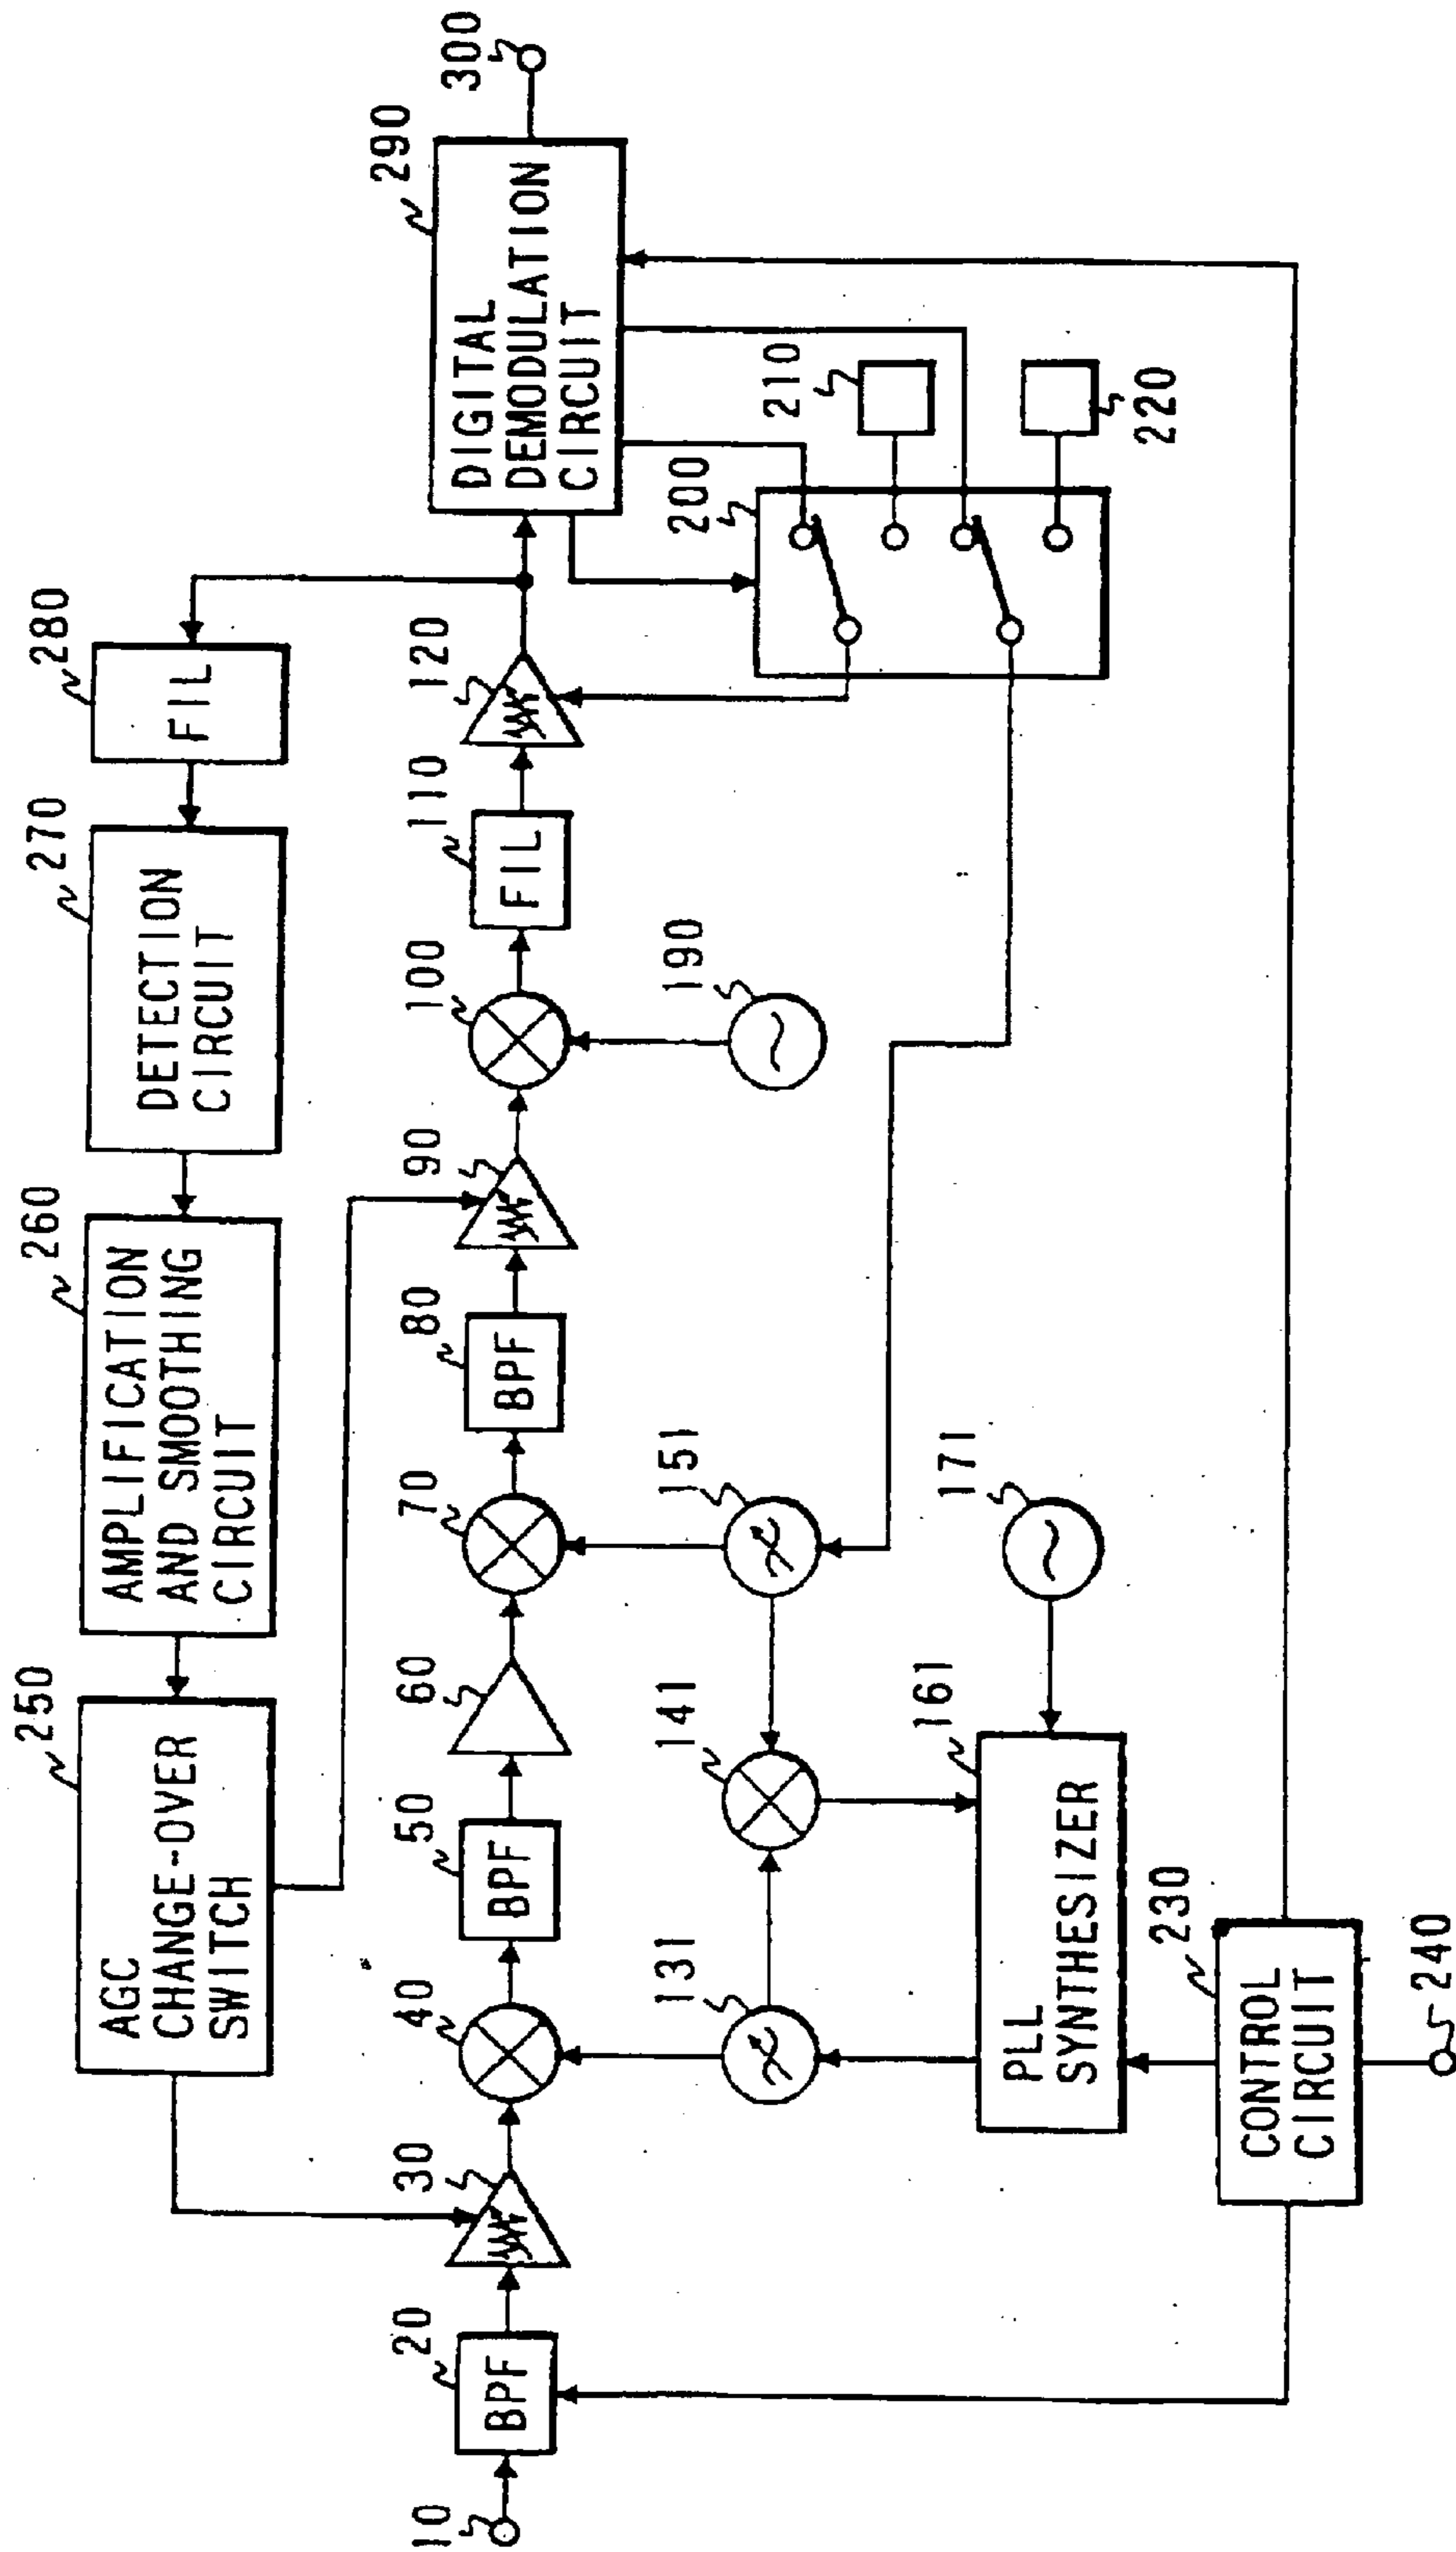 250
AGC
CHANGE-OVER
SWITCH
260
AMPLIFICATION
AND SMOOTHING
CIRCUIT
270
DETECTION
CIRCUIT
280
FIL
10
20
BPF
30
40
50
BPF
60
70
80
BPF
90
100
110
FIL
120
290
DIGITAL
DEMODULATION
CIRCUIT
300
131
141
151
190
200
210
220
161
PLL
SYNTHESIZER
171
230
CONTROL
CIRCUIT
240